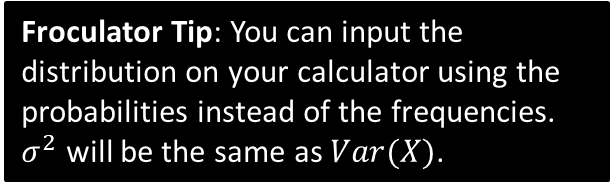 Froculator Tip: You can input the
distribution on your calculator using the
probabilities instead of the frequencies.
σ² will be the same as Var(X).